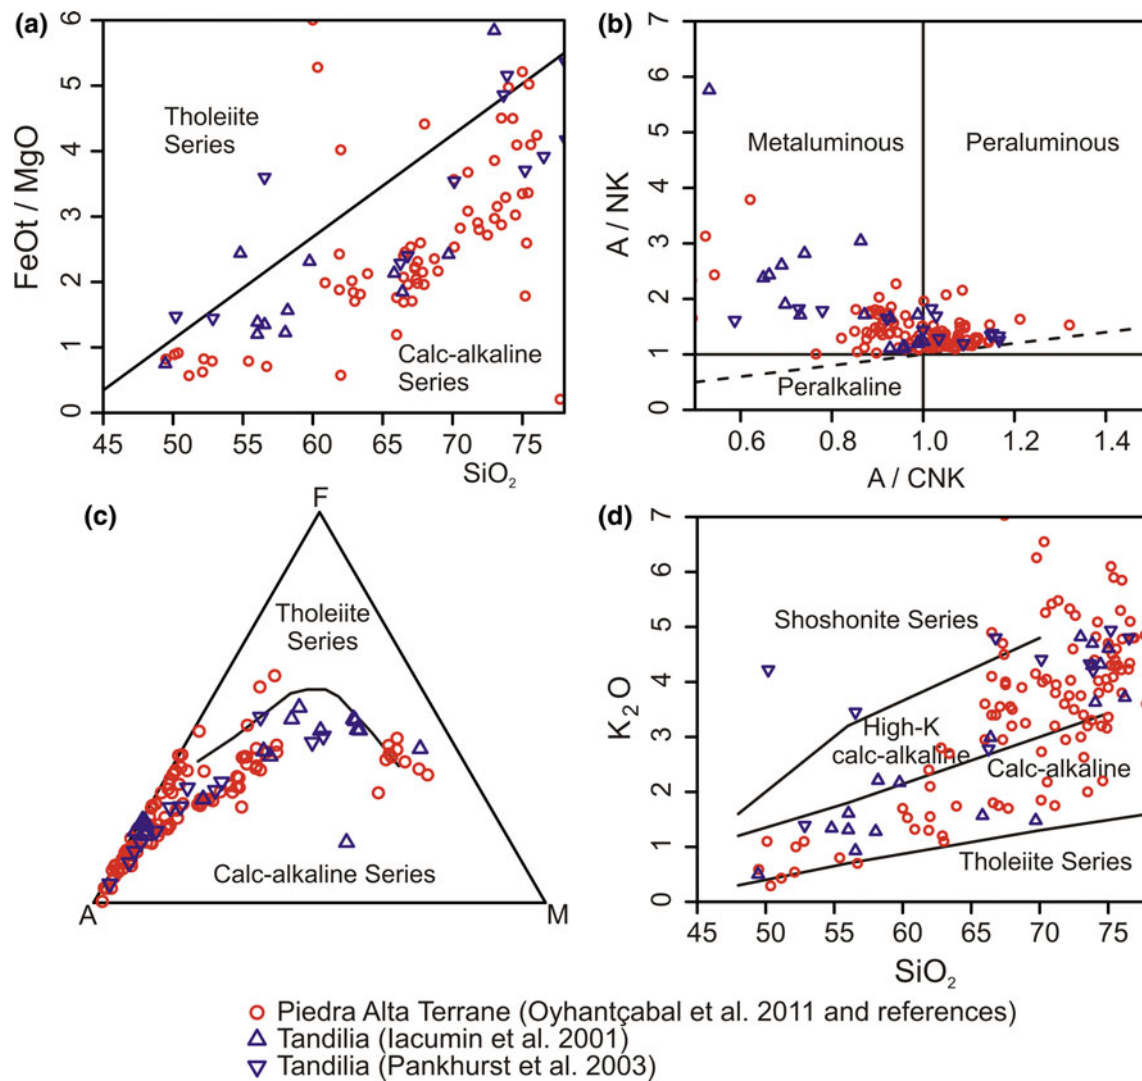 (a)
6
5
4
3
2
1
0
FeOt / MgO
Tholeiite
Series
Calc-alkaline
Series
45 50 55 60 65 70 75
SiO₂
(b)
7
6
5
4
3
2
1
0
A / NK
Metaluminous
Peraluminous
Peralkaline
0.6 0.8 1.0 1.2 1.4
A / CNK
(c)
F
Tholeiite
Series
Calc-alkaline Series
A
M
(d)
7
6
5
4
3
2
1
0
K₂O
Shoshonite Series
High-K
calc-alkaline
Calc-alkaline
Tholeiite Series
45 50 55 60 65 70 75
SiO₂
Piedra Alta Terrane (Oyhantçabal et al. 2011 and references)
Tandilia (Iacumin et al. 2001)
Tandilia (Pankhurst et al. 2003)